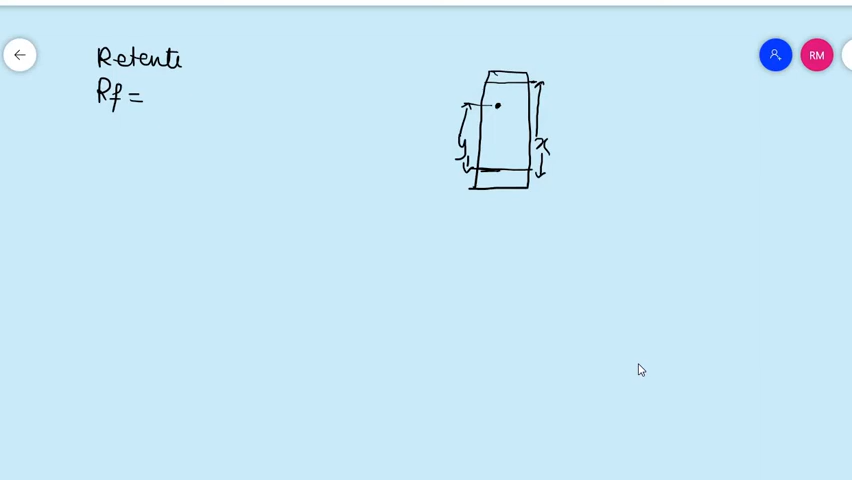 Retenti
Rf =
y
x
RM